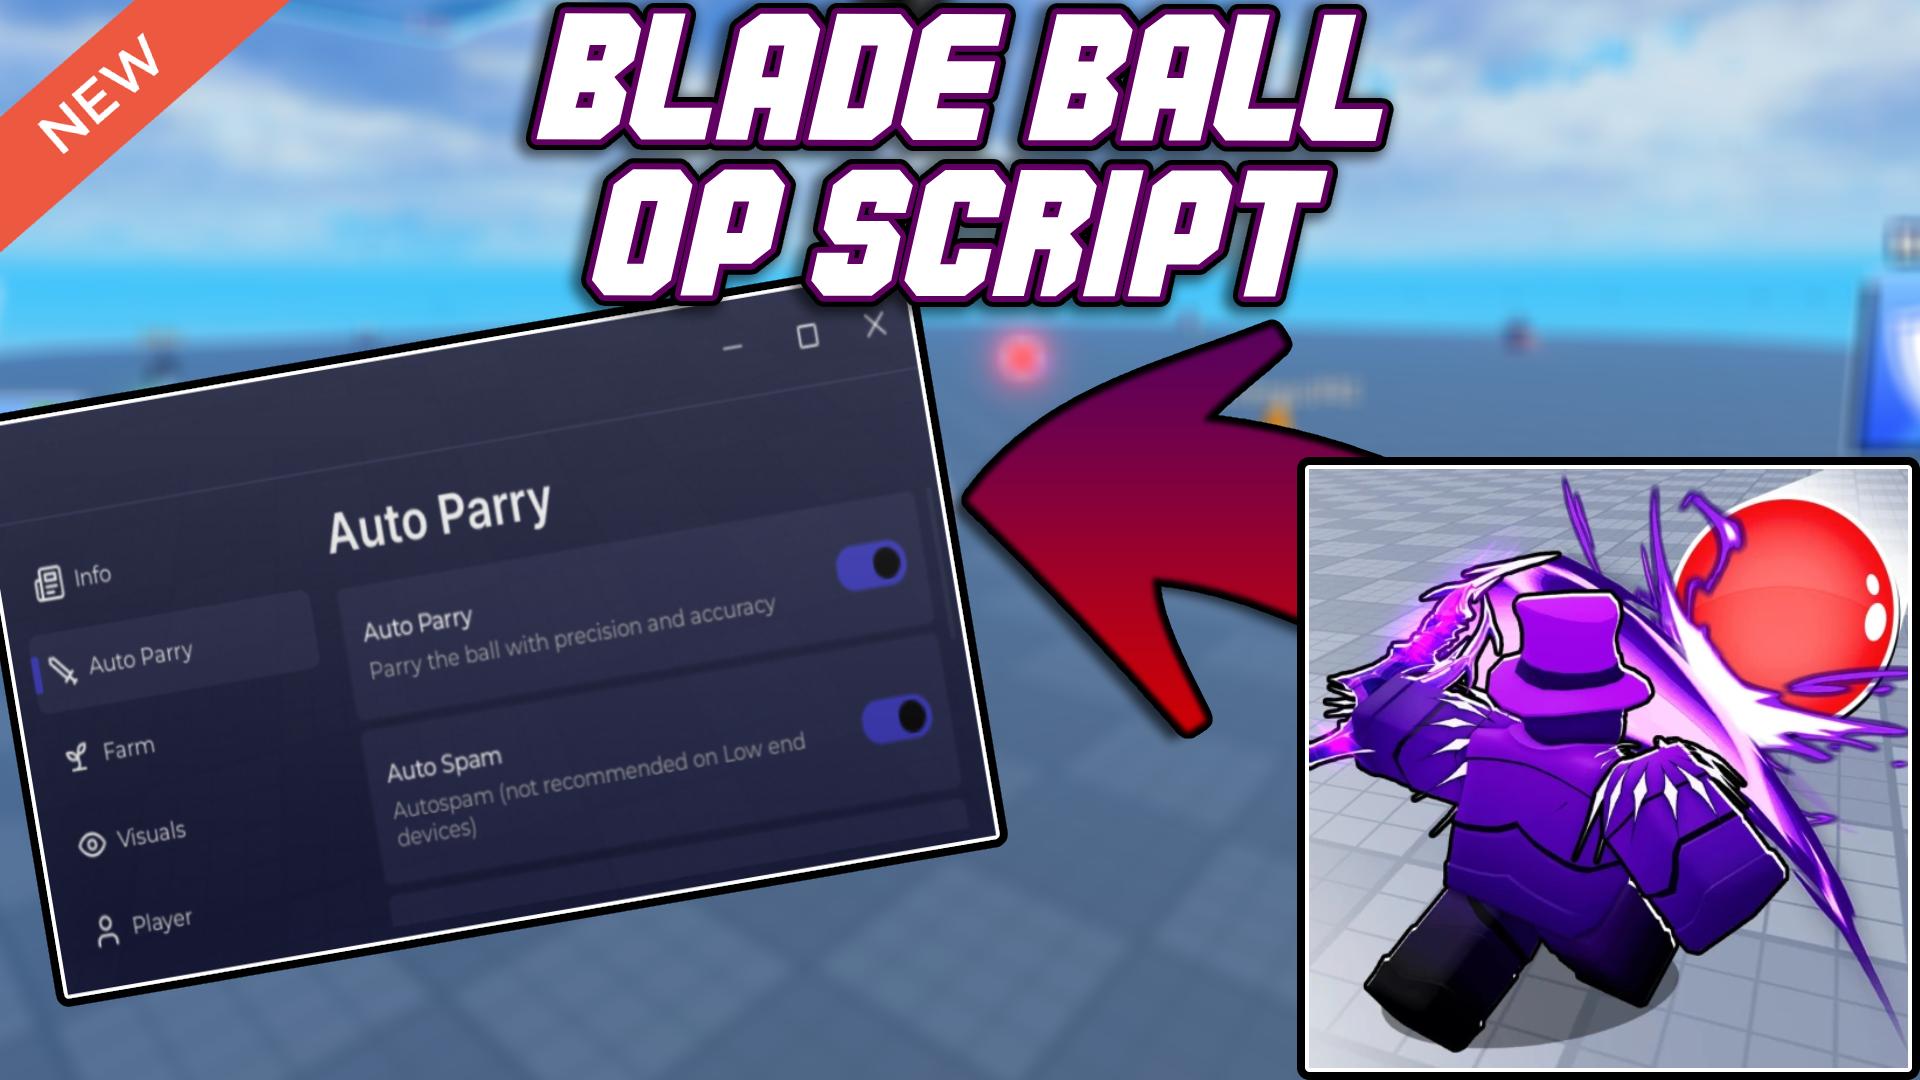 NEW
BLADE BALL
OP SCRIPT
Auto Parry
Info
Auto Parry
Farm
Visuals
Player
Auto Parry
Parry the ball with precision and accuracy
Auto Spam
Autospam (not recommended on Low end
devices)